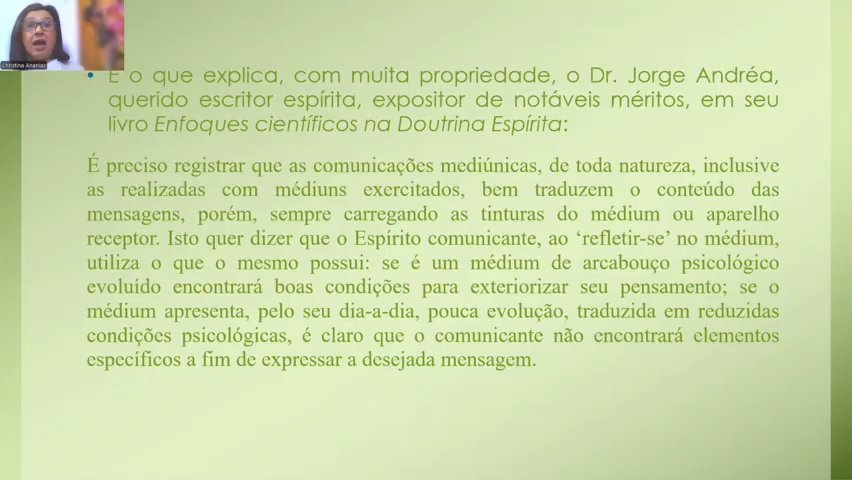 Christina Ananias
• É o que explica, com muita propriedade, o Dr. Jorge Andréa,
querido escritor espírita, expositor de notáveis méritos, em seu
livro Enfoques científicos na Doutrina Espírita:
É preciso registrar que as comunicações mediúnicas, de toda natureza, inclusive
as realizadas com médiuns exercitados, bem traduzem o conteúdo das
mensagens, porém, sempre carregando as tinturas do médium ou aparelho
receptor. Isto quer dizer que o Espírito comunicante, ao ‘refletir-se’ no médium,
utiliza o que o mesmo possui: se é um médium de arcabouço psicológico
evoluído encontrará boas condições para exteriorizar seu pensamento; se o
médium apresenta, pelo seu dia-a-dia, pouca evolução, traduzida em reduzidas
condições psicológicas, é claro que o comunicante não encontrará elementos
específicos a fim de expressar a desejada mensagem.